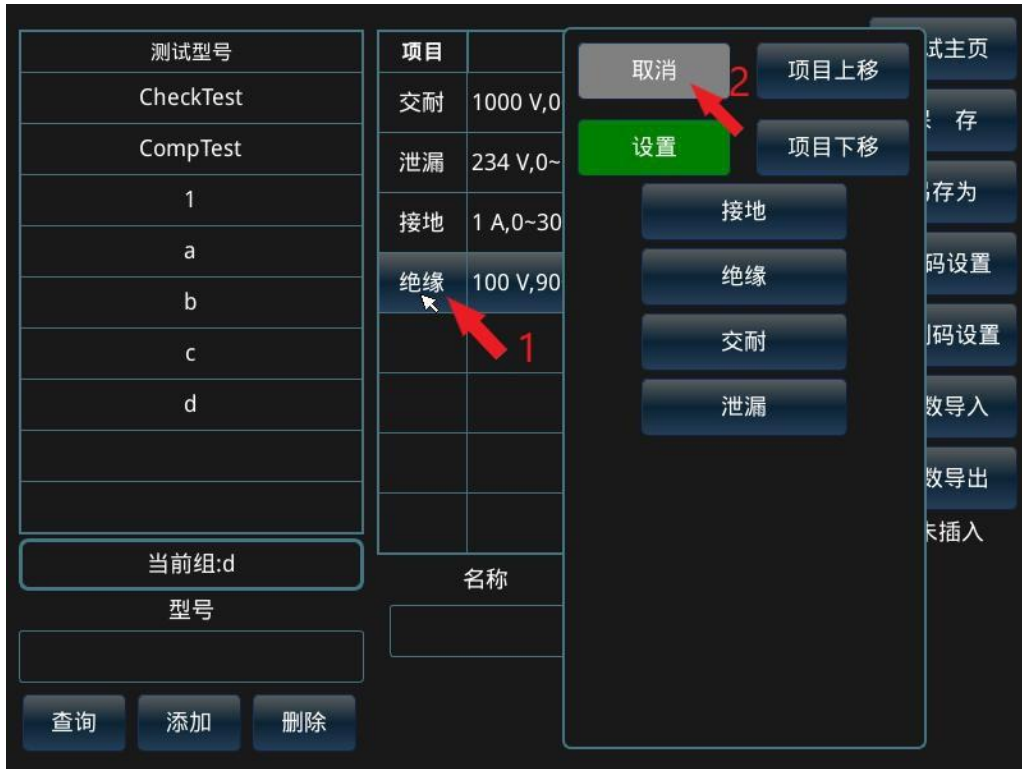 测试型号
CheckTest
CompTest
1
a
b
c
d
当前组:d
型号
查询 添加 删除
项目
交耐 1000 V,0
泄漏 234 V,0~
接地 1 A,0~30
绝缘 100 V,90
1
名称
取消 2 项目上移
设置 项目下移
接地
绝缘
交耐
泄漏
式主页
存
存为
码设置
码设置
数导入
数导出
未插入